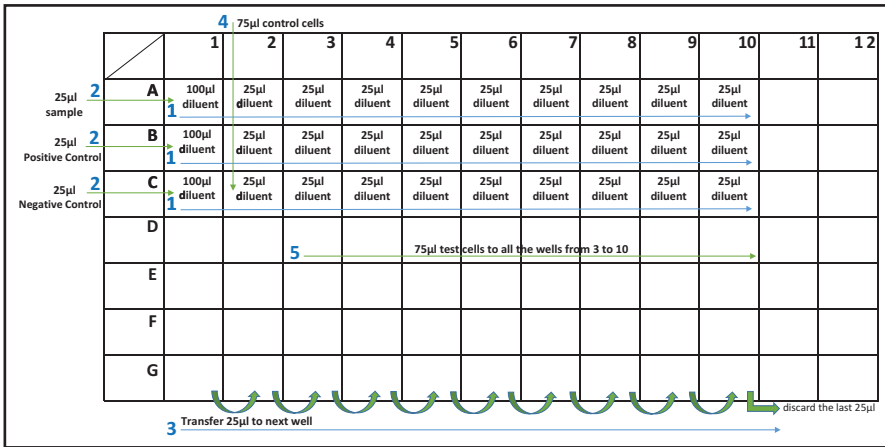 4 75µl control cells
1 2 3 4 5 6 7 8 9 10 11 1 2
2 A 100µl 25µl 25µl 25µl 25µl 25µl 25µl 25µl 25µl 25µl
25µl diluent diluent diluent diluent diluent diluent diluent diluent diluent diluent
sample 1
2 B 100µl 25µl 25µl 25µl 25µl 25µl 25µl 25µl 25µl 25µl
25µl diluent diluent diluent diluent diluent diluent diluent diluent diluent diluent
Positive Control 1
2 C 100µl 25µl 25µl 25µl 25µl 25µl 25µl 25µl 25µl 25µl
25µl diluent diluent diluent diluent diluent diluent diluent diluent diluent diluent
Negative Control 1
D
5 75µl test cells to all the wells from 3 to 10
E
F
G
discard the last 25µl
3 Transfer 25µl to next well